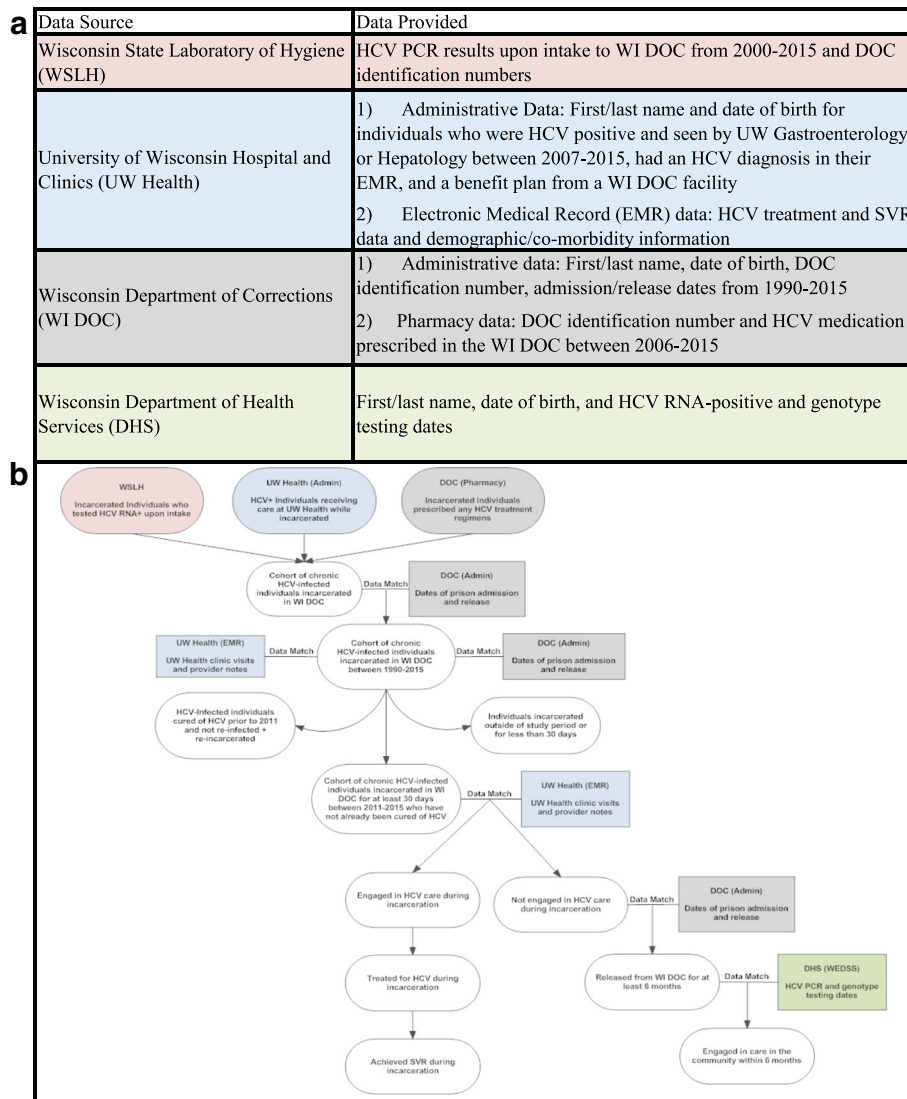 a
Data Source
Data Provided
Wisconsin State Laboratory of Hygiene
(WSLH)
HCV PCR results upon intake to WI DOC from 2000-2015 and DOC
identification numbers
University of Wisconsin Hospital and
Clinics (UW Health)
1) Administrative Data: First/last name and date of birth for
individuals who were HCV positive and seen by UW Gastroenterology
or Hepatology between 2007-2015, had an HCV diagnosis in their
EMR, and a benefit plan from a WI DOC facility
2) Electronic Medical Record (EMR) data: HCV treatment and SVR
data and demographic/co-morbidity information
Wisconsin Department of Corrections
(WI DOC)
1) Administrative data: First/last name, date of birth, DOC
identification number, admission/release dates from 1990-2015
2) Pharmacy data: DOC identification number and HCV medication
prescribed in the WI DOC between 2006-2015
Wisconsin Department of Health
Services (DHS)
First/last name, date of birth, and HCV RNA-positive and genotype
testing dates
b
WSLH
Incarcerated Individuals who
tested HCV RNA+ upon intake
UW Health (Admin)
HCV+ Individuals receiving
care at UW Health while
incarcerated
DOC (Pharmacy)
Incarcerated individuals
prescribed any HCV treatment
regimens
Cohort of chronic
HCV-infected
individuals incarcerated
in WI DOC
Data Match
DOC (Admin)
Dates of prison admission
and release
UW Health (EMR)
UW Health clinic visits
and provider notes
Data Match
Cohort of chronic
HCV-infected individuals
incarcerated in WI DOC
between 1990-2015
Data Match
DOC (Admin)
Dates of prison admission
and release
HCV-Infected individuals
cured of HCV prior to 2011
and not re-infected +
re-incarcerated
Individuals incarcerated
outside of study period or
for less than 30 days
Cohort of chronic HCV-infected
individuals incarcerated in WI
DOC for at least 30 days
between 2011-2015 who have
not already been cured of HCV
Data Match
UW Health (EMR)
UW Health clinic visits
and provider notes
Engaged in HCV care during
incarceration
Not engaged in HCV care
during incarceration
Data Match
DOC (Admin)
Dates of prison admission
and release
Treated for HCV during
incarceration
Released from WI DOC for at
least 6 months
Data Match
DHS (WEDSS)
HCV PCR and genotype
testing dates
Achieved SVR during
incarceration
Engaged in care in the
community within 6 months